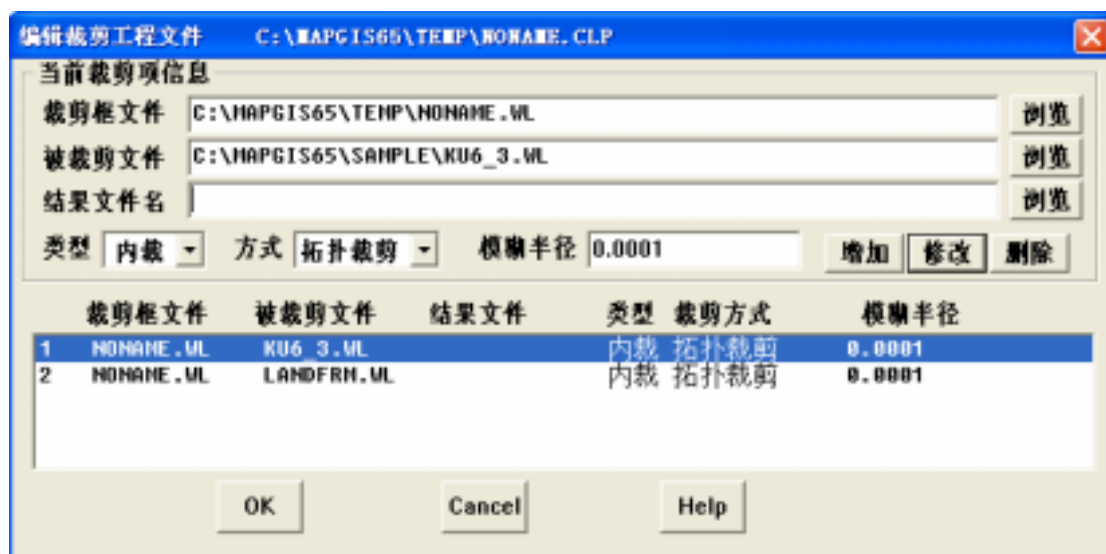 编辑裁剪工程文件 C:\MAPGIS65\TEMP\NONAME.CLP
当前裁剪项信息
裁剪框文件 C:\MAPGIS65\TEMP\NONAME.WL 浏览
被裁剪文件 C:\MAPGIS65\SAMPLE\KU6_3.WL 浏览
结果文件名 浏览
类型 内裁 方式 拓扑裁剪 模糊半径 0.0001 增加 修改 删除
裁剪框文件 被裁剪文件 结果文件 类型 裁剪方式 模糊半径
1 NONAME.WL KU6_3.WL 内裁 拓扑裁剪 0.0001
2 NONAME.WL LANDFRM.WL 内裁 拓扑裁剪 0.0001
OK Cancel Help